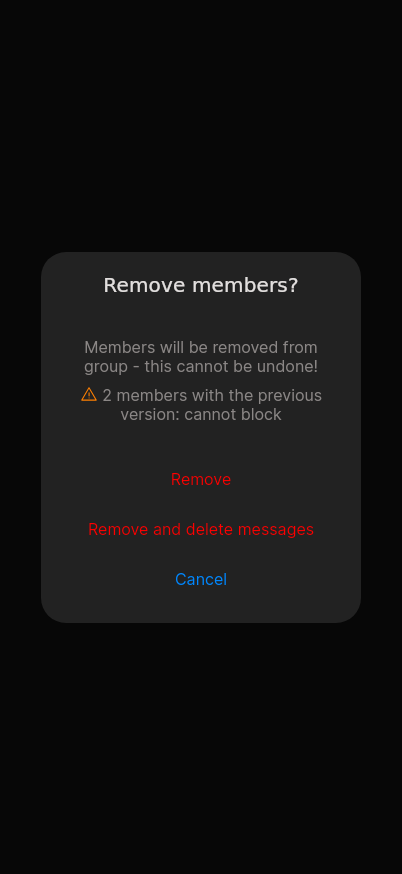 Remove members?
Members will be removed from
group - this cannot be undone!
2 members with the previous
version: cannot block
Remove
Remove and delete messages
Cancel